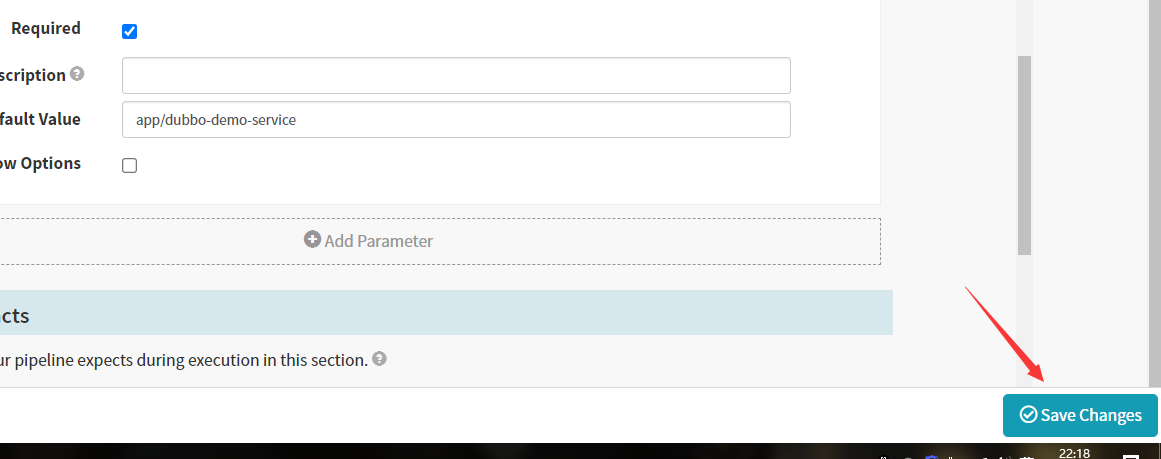 Required
scription ?
fault Value
app/dubbo-demo-service
ow Options
Add Parameter
cts
ur pipeline expects during execution in this section. ?
Save Changes
22:18